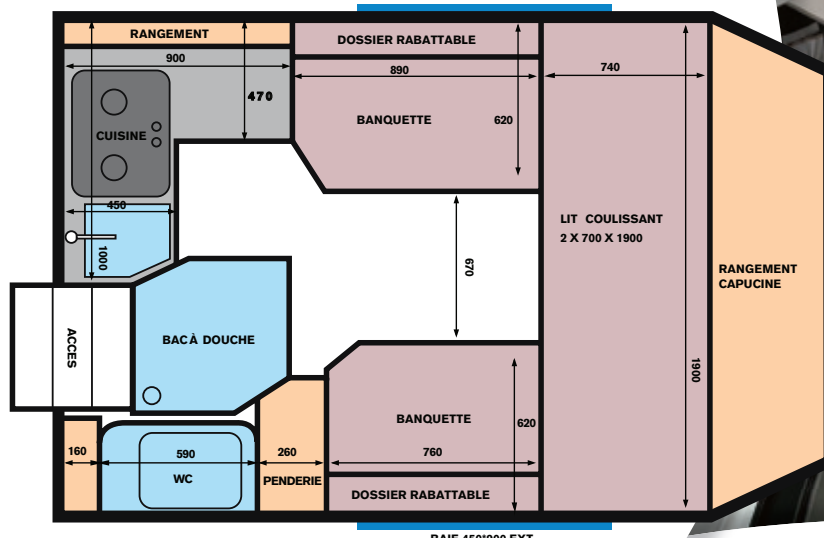 RANGEMENT
900
470
DOSSIER RABATTABLE
890
BANQUETTE
620
740
CUISINE
450
1000
LIT COULISSANT
2 X 700 X 1900
670
RANGEMENT
CAPUCINE
ACCES
BAC À DOUCHE
1900
BANQUETTE
620
760
160
590
260
WC
PENDERIE
DOSSIER RABATTABLE